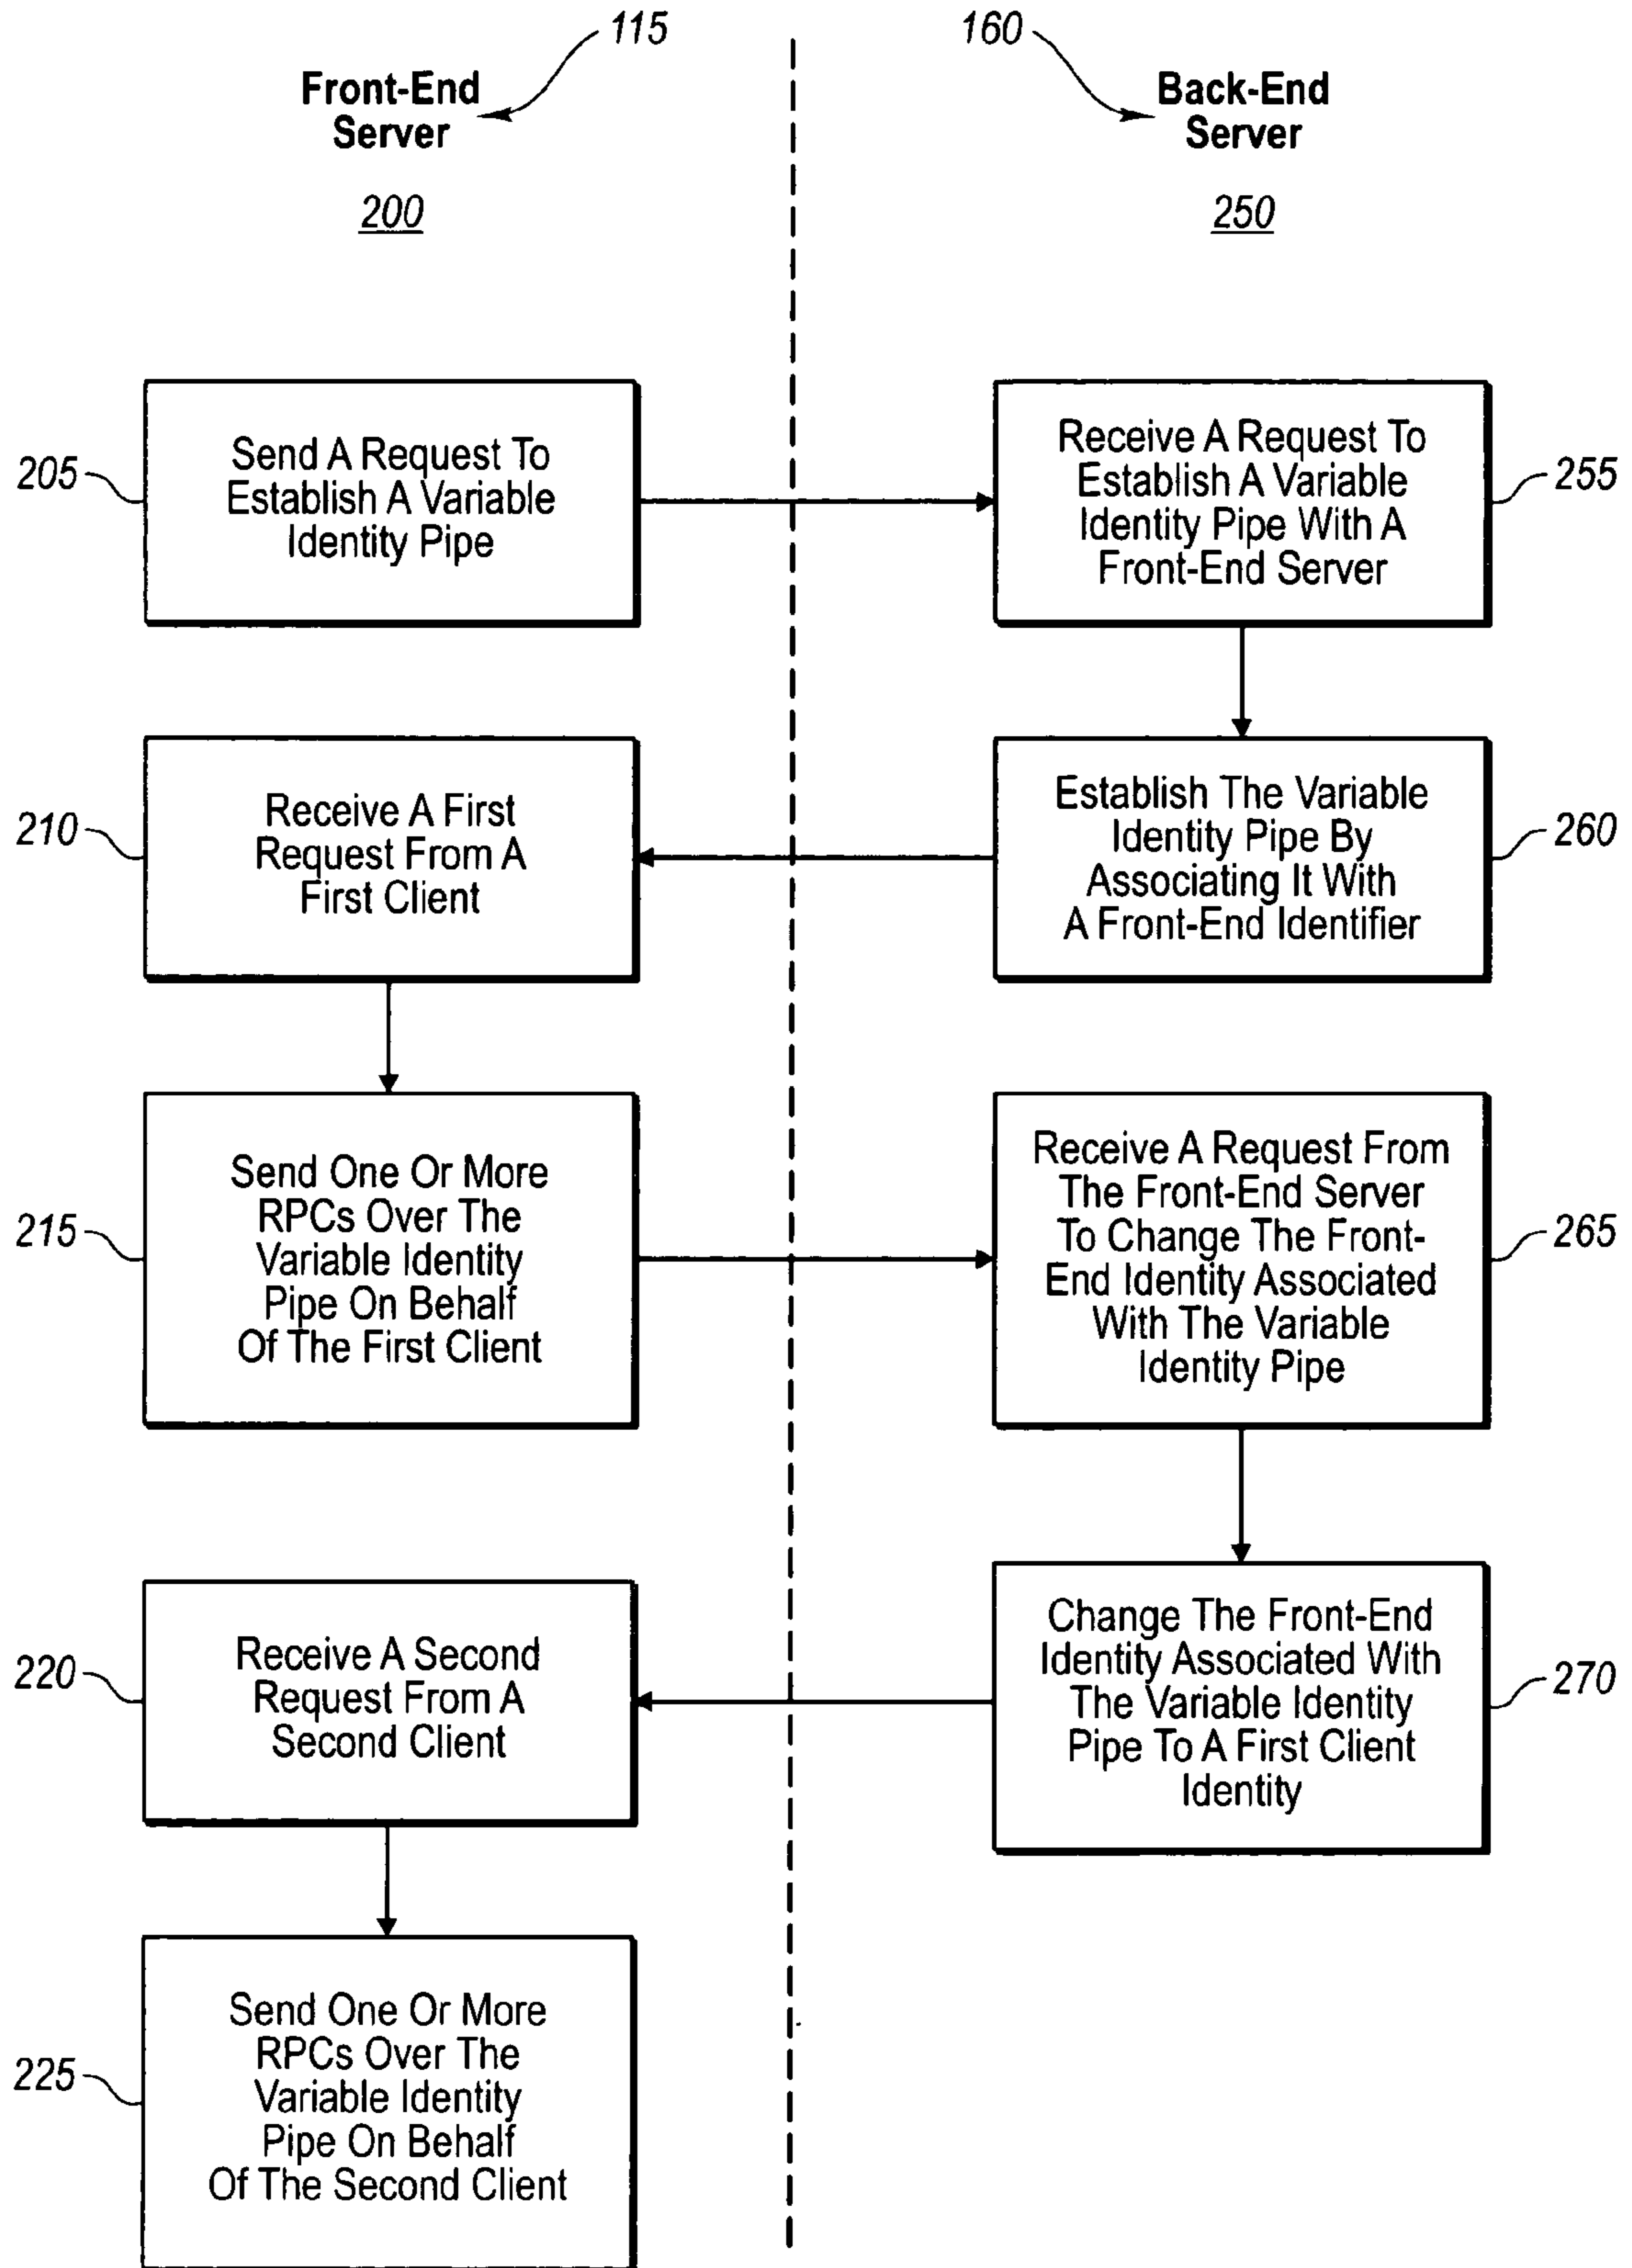 115
160
Front-End
Server
Back-End
Server
200
250
205
Send A Request To
Establish A Variable
Identity Pipe
Receive A Request To
Establish A Variable
Identity Pipe With A
Front-End Server
255
210
Receive A First
Request From A
First Client
Establish The Variable
Identity Pipe By
Associating It With
A Front-End Identifier
260
215
Send One Or More
RPCs Over The
Variable Identity
Pipe On Behalf
Of The First Client
Receive A Request From
The Front-End Server
To Change The Front-
End Identity Associated
With The Variable
Identity Pipe
265
220
Receive A Second
Request From A
Second Client
Change The Front-End
Identity Associated With
The Variable Identity
Pipe To A First Client
Identity
270
225
Send One Or More
RPCs Over The
Variable Identity
Pipe On Behalf
Of The Second Client